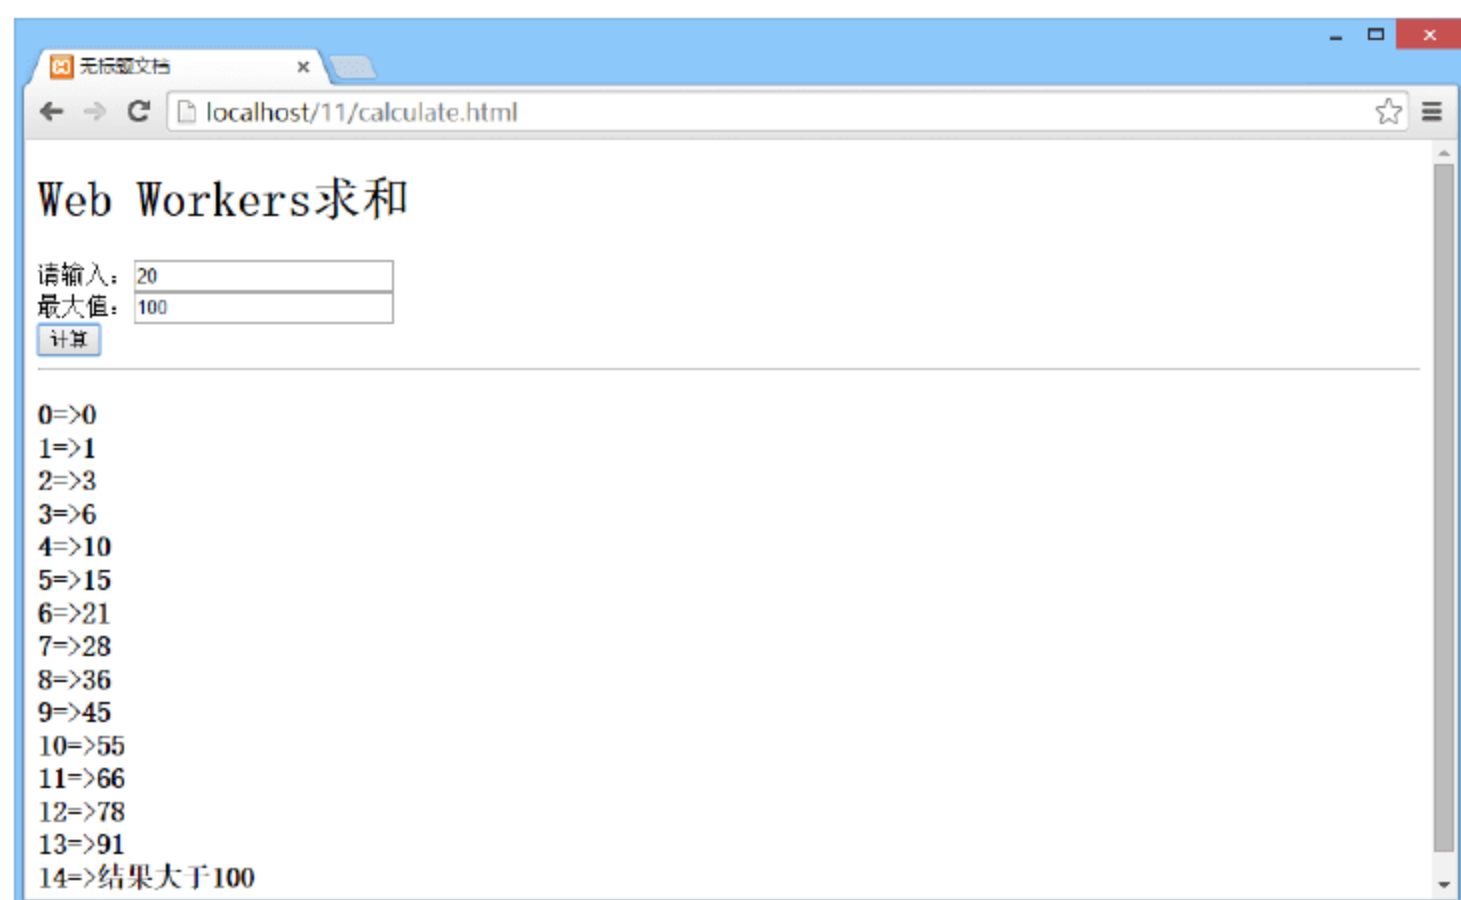 无标题文档
localhost/11/calculate.html
Web Workers求和
请输入：20
最大值：100
计算
0=>0
1=>1
2=>3
3=>6
4=>10
5=>15
6=>21
7=>28
8=>36
9=>45
10=>55
11=>66
12=>78
13=>91
14=>结果大于100